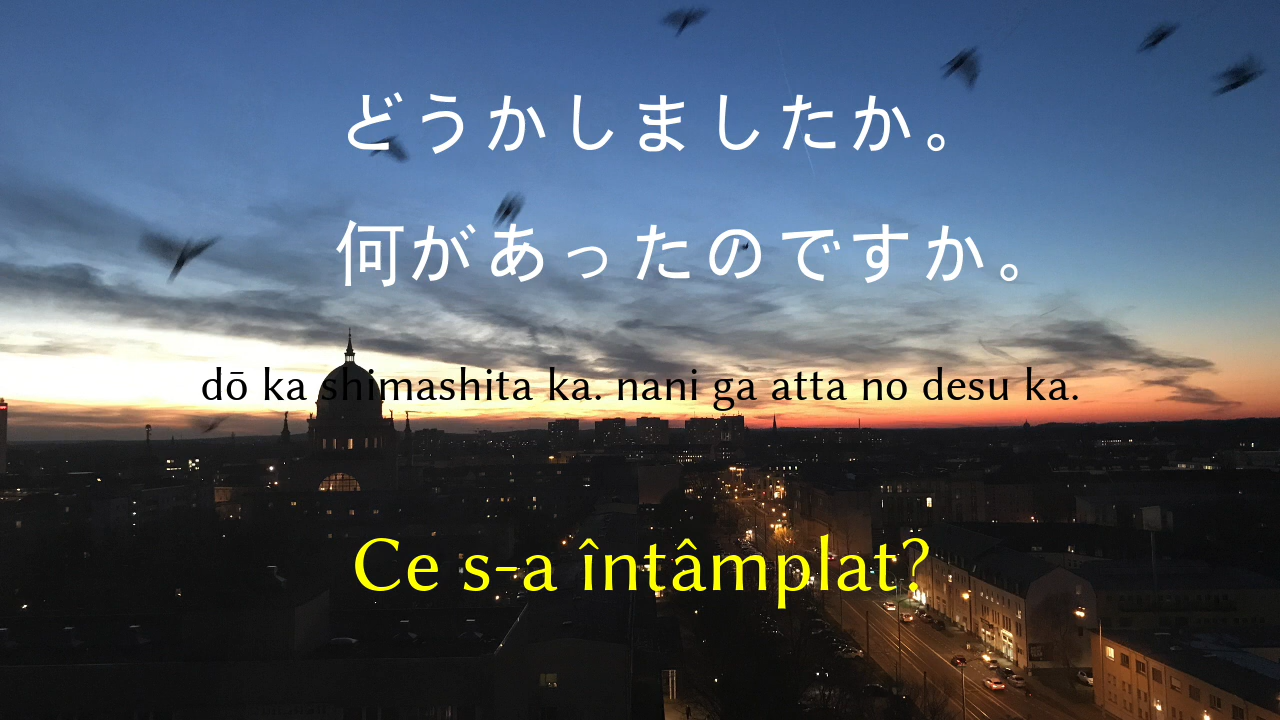 どうかしましたか。
何があったのですか。
dō ka shimashita ka. nani ga atta no desu ka.
Ce s-a întâmplat?